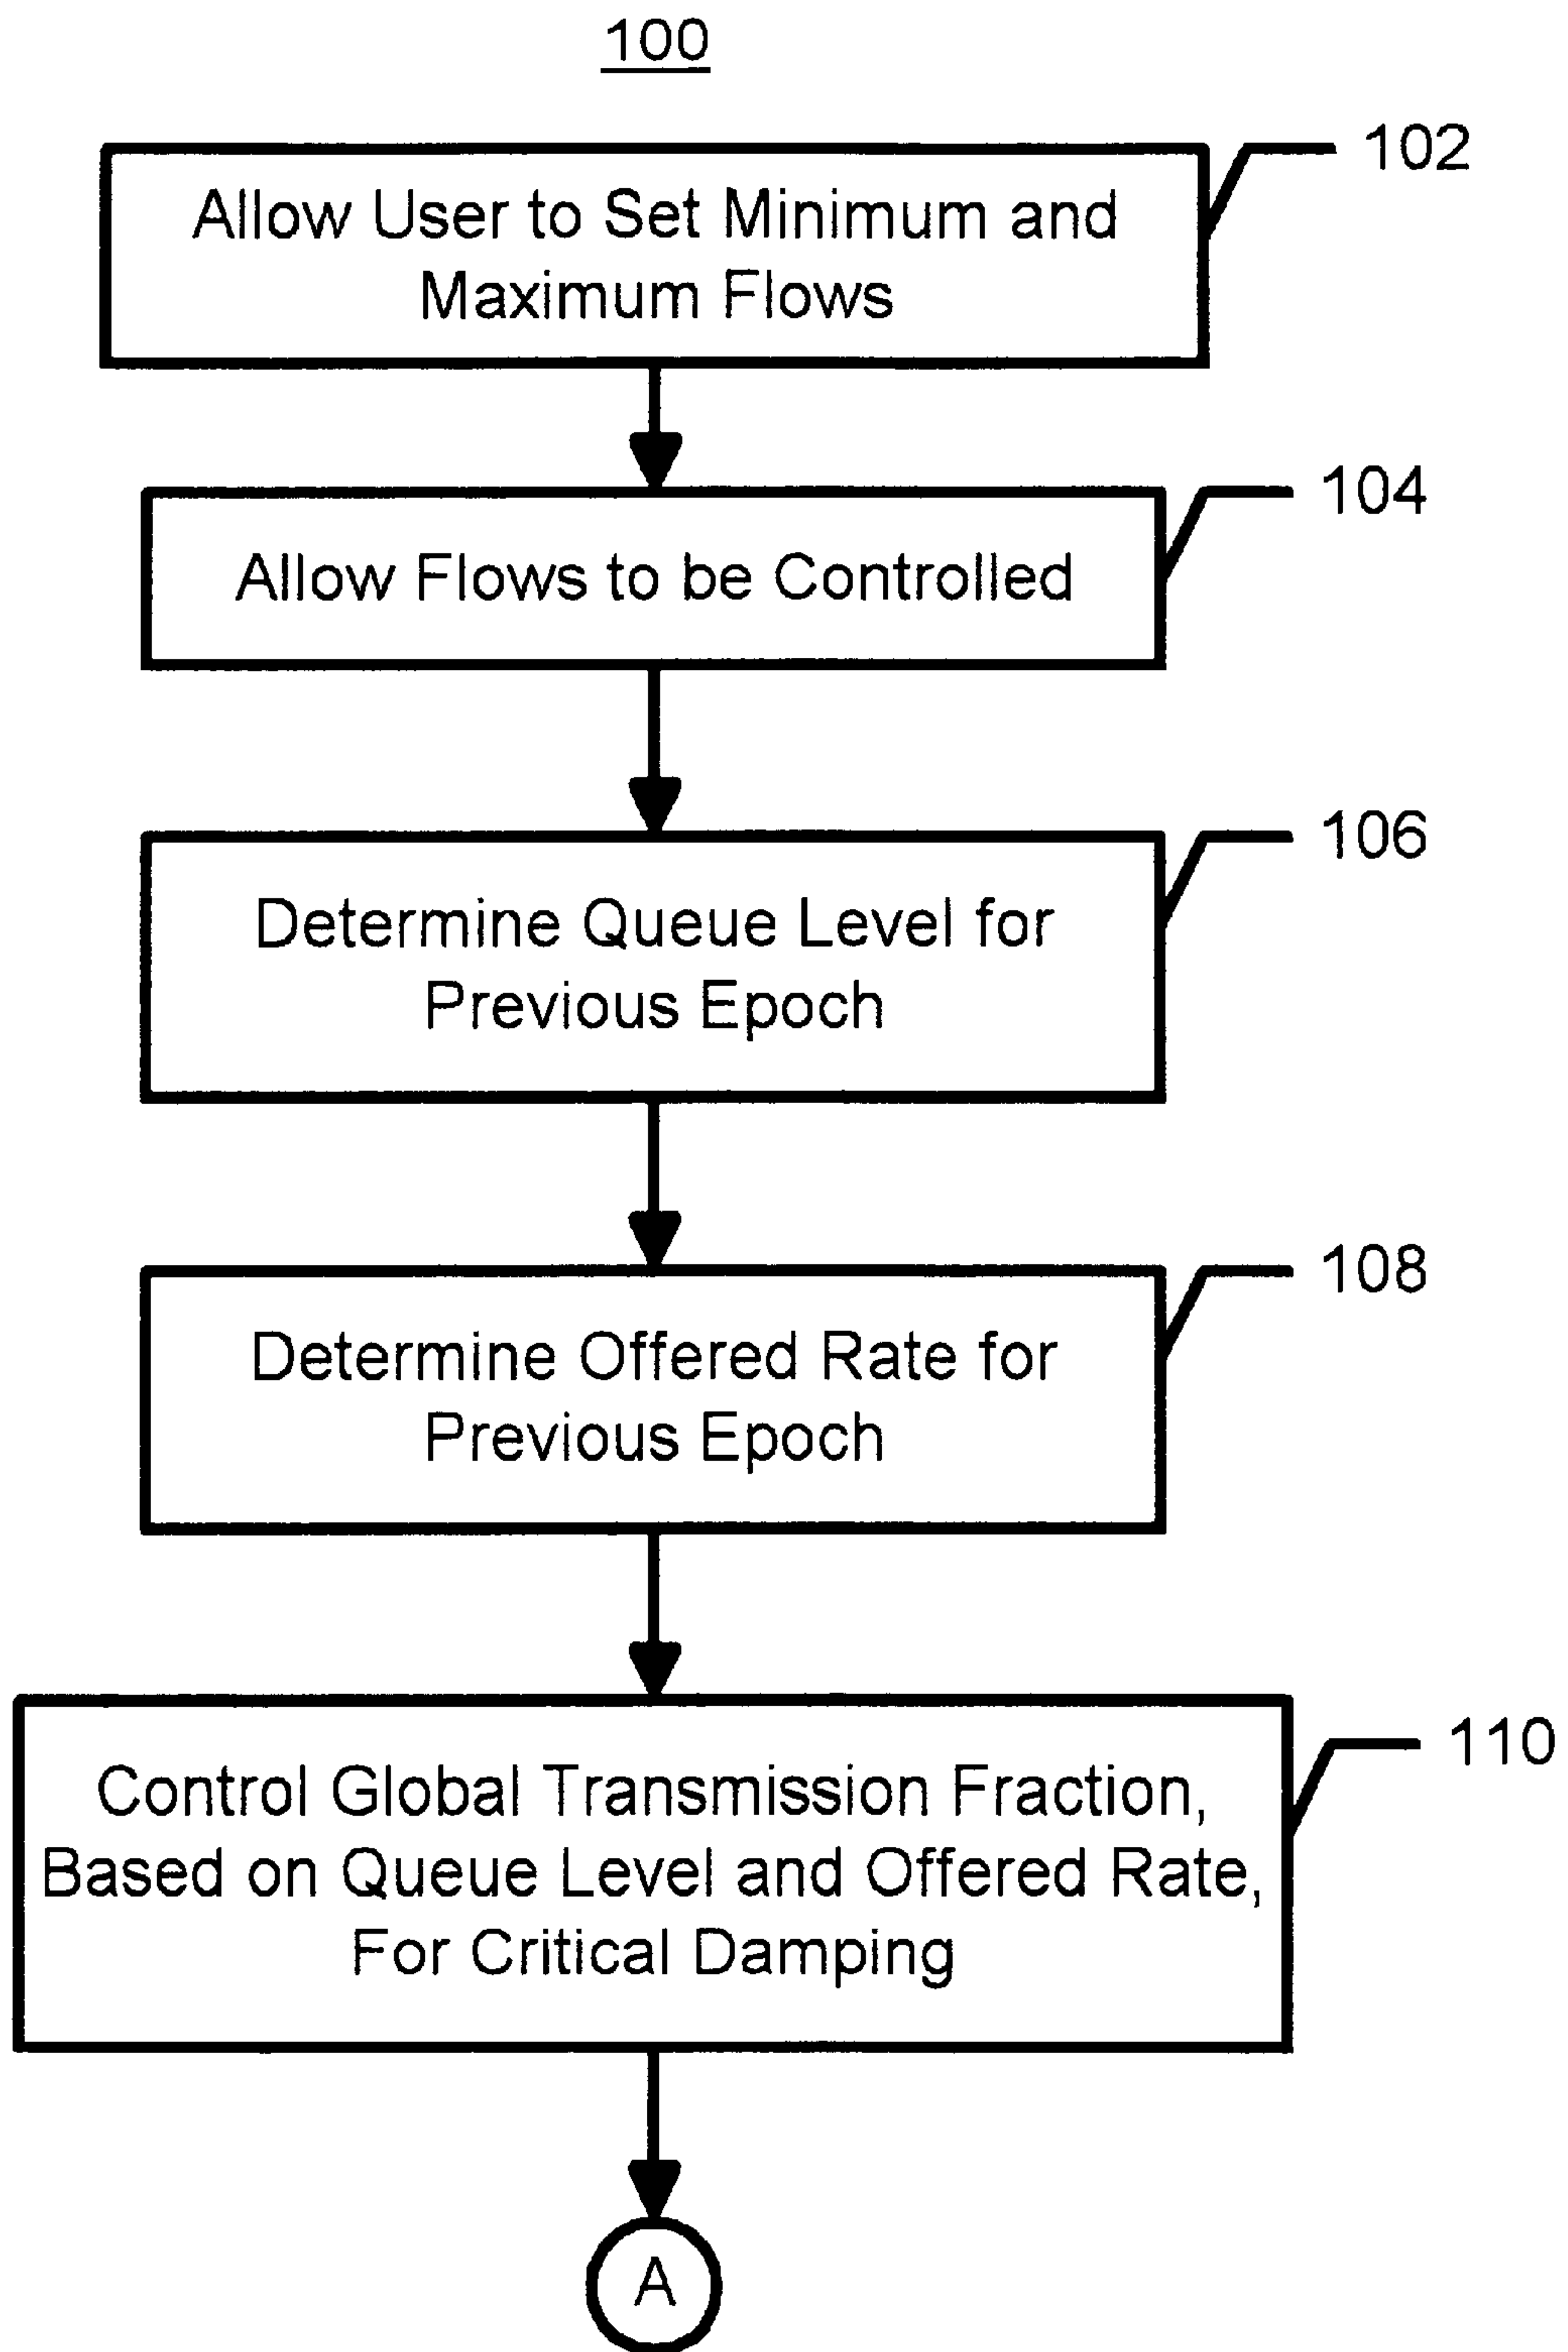 100
102
Allow User to Set Minimum and
Maximum Flows
104
Allow Flows to be Controlled
106
Determine Queue Level for
Previous Epoch
108
Determine Offered Rate for
Previous Epoch
110
Control Global Transmission Fraction,
Based on Queue Level and Offered Rate,
For Critical Damping
A